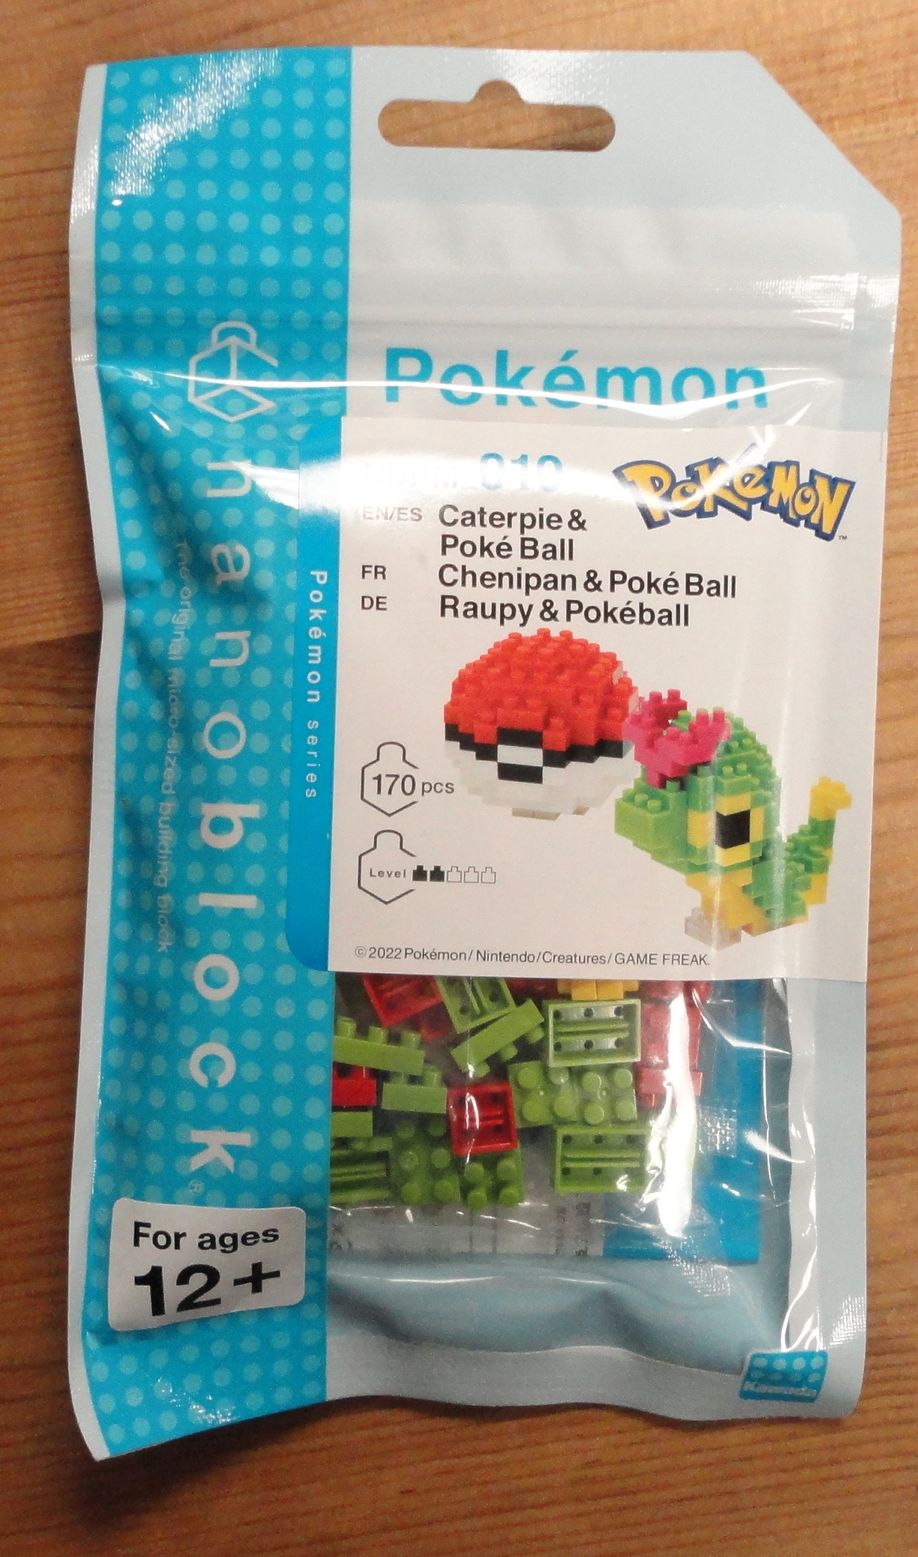 Pokémon
POKÉMON
EN/ES Caterpie &
Poké Ball
FR Chenipan & Poké Ball
DE Raupy & Pokéball
170 pcs
Level
©2022 Pokémon/Nintendo/Creatures/GAME FREAK.
Pokémon series
nanoblock®
The original micro-sized building block
For ages
12+
Kawada